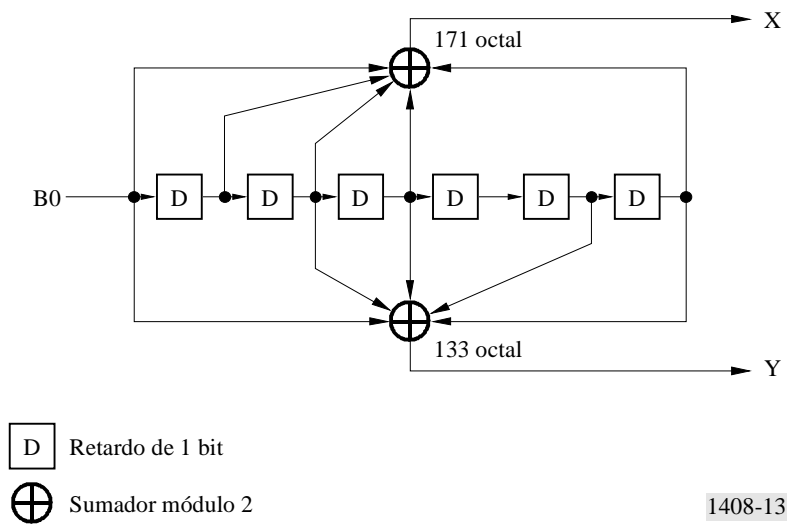 X
171 octal
B0
D D D D D D
133 octal
Y
D Retardo de 1 bit
Sumador módulo 2
1408-13